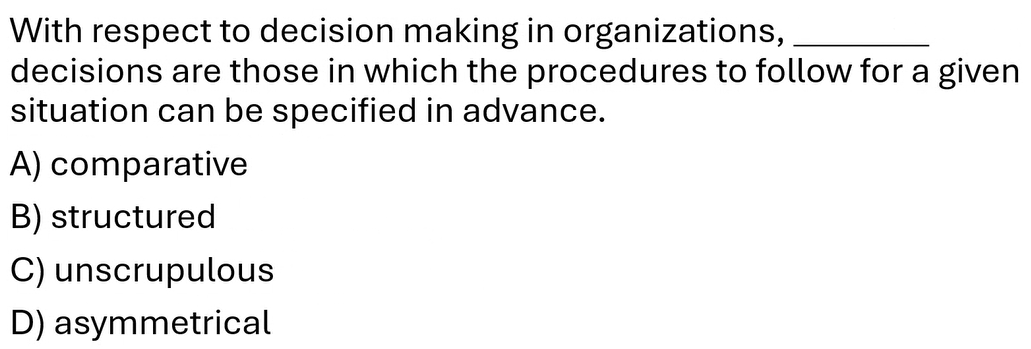 With respect to decision making in organizations, ________
decisions are those in which the procedures to follow for a given
situation can be specified in advance.
A) comparative
B) structured
C) unscrupulous
D) asymmetrical